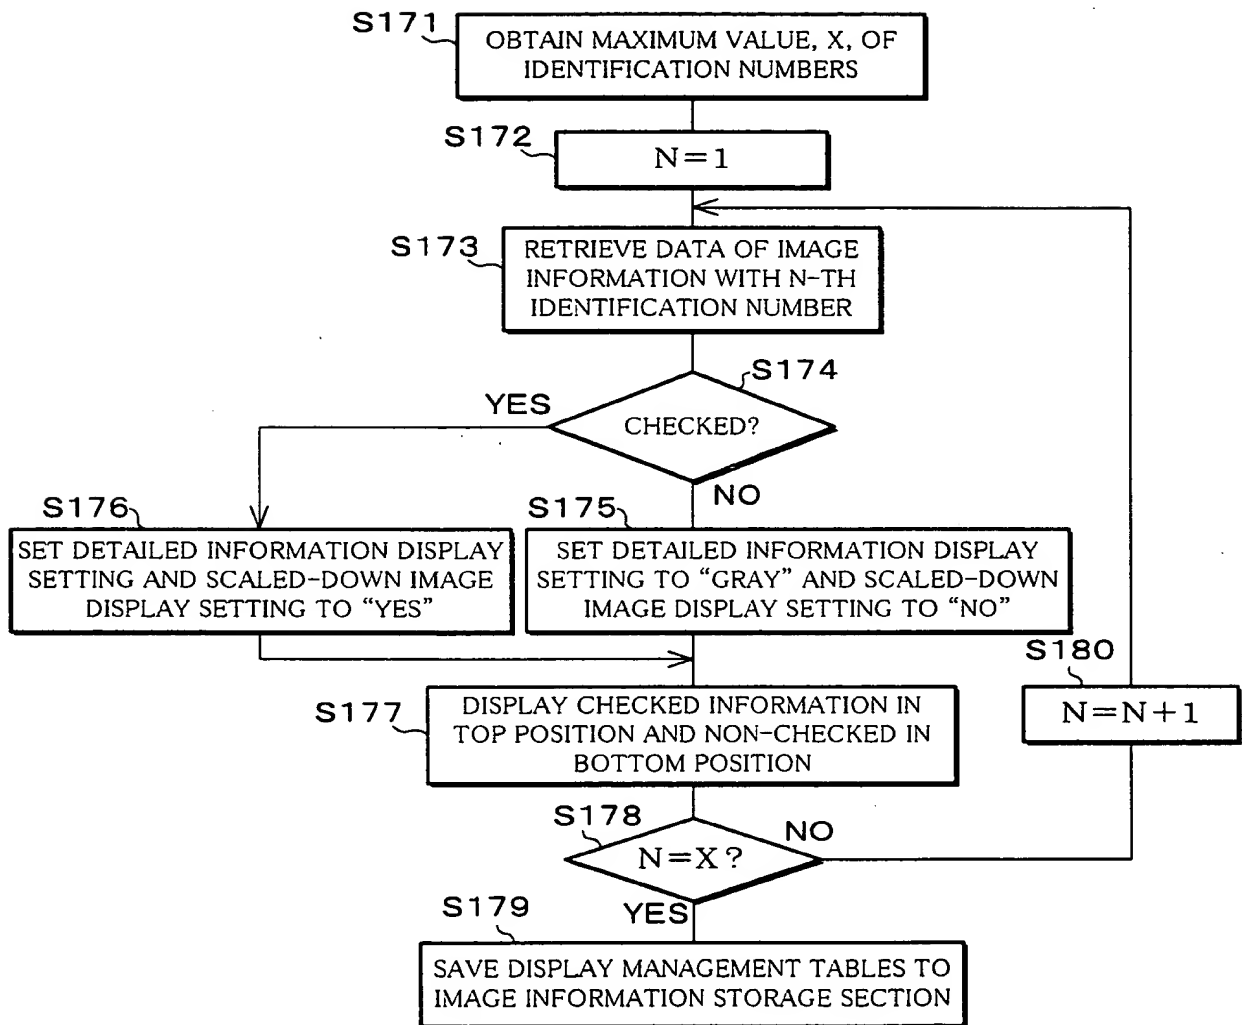 S171
OBTAIN MAXIMUM VALUE, X, OF
IDENTIFICATION NUMBERS
S172
N=1
S173
RETRIEVE DATA OF IMAGE
INFORMATION WITH N-TH
IDENTIFICATION NUMBER
S174
YES
CHECKED?
NO
S176
SET DETAILED INFORMATION DISPLAY
SETTING AND SCALED-DOWN IMAGE
DISPLAY SETTING TO “YES”
S175
SET DETAILED INFORMATION DISPLAY
SETTING TO “GRAY” AND SCALED-DOWN
IMAGE DISPLAY SETTING TO “NO”
S180
N=N+1
S177
DISPLAY CHECKED INFORMATION IN
TOP POSITION AND NON-CHECKED IN
BOTTOM POSITION
S178
N=X?
NO
YES
S179
SAVE DISPLAY MANAGEMENT TABLES TO
IMAGE INFORMATION STORAGE SECTION